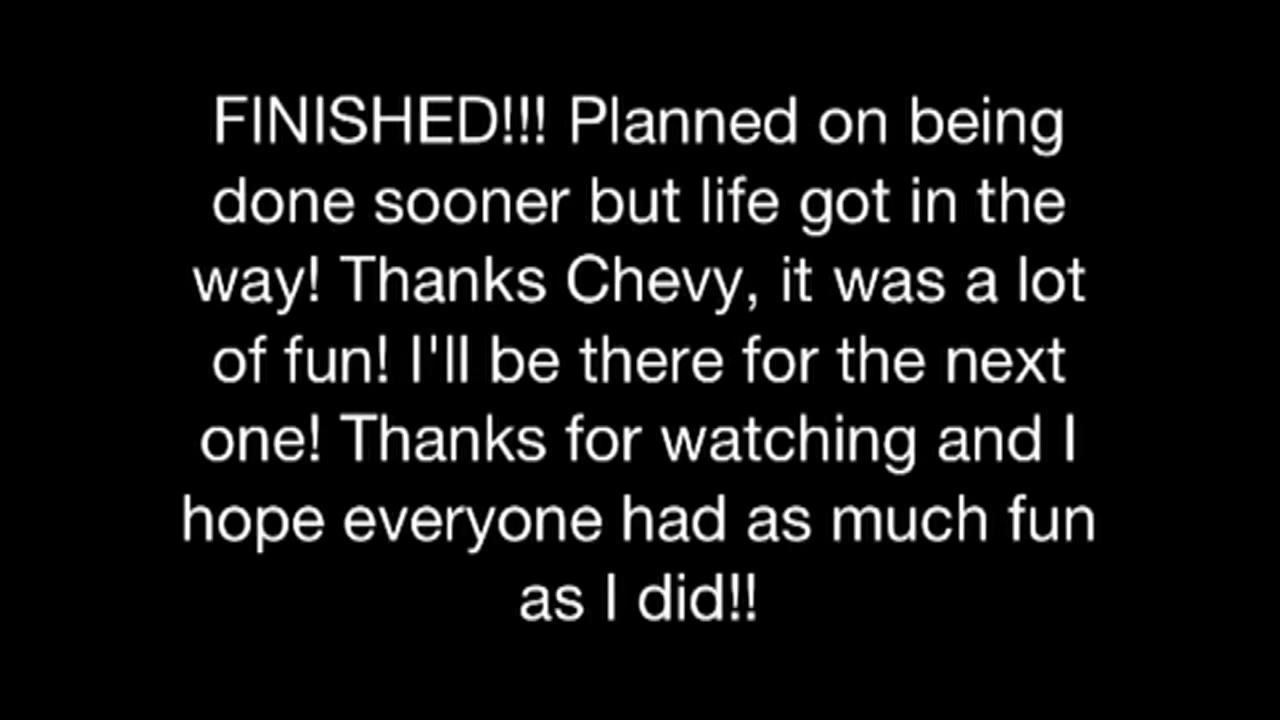 FINISHED!!! Planned on being
done sooner but life got in the
way! Thanks Chevy, it was a lot
of fun! I'll be there for the next
one! Thanks for watching and I
hope everyone had as much fun
as I did!!